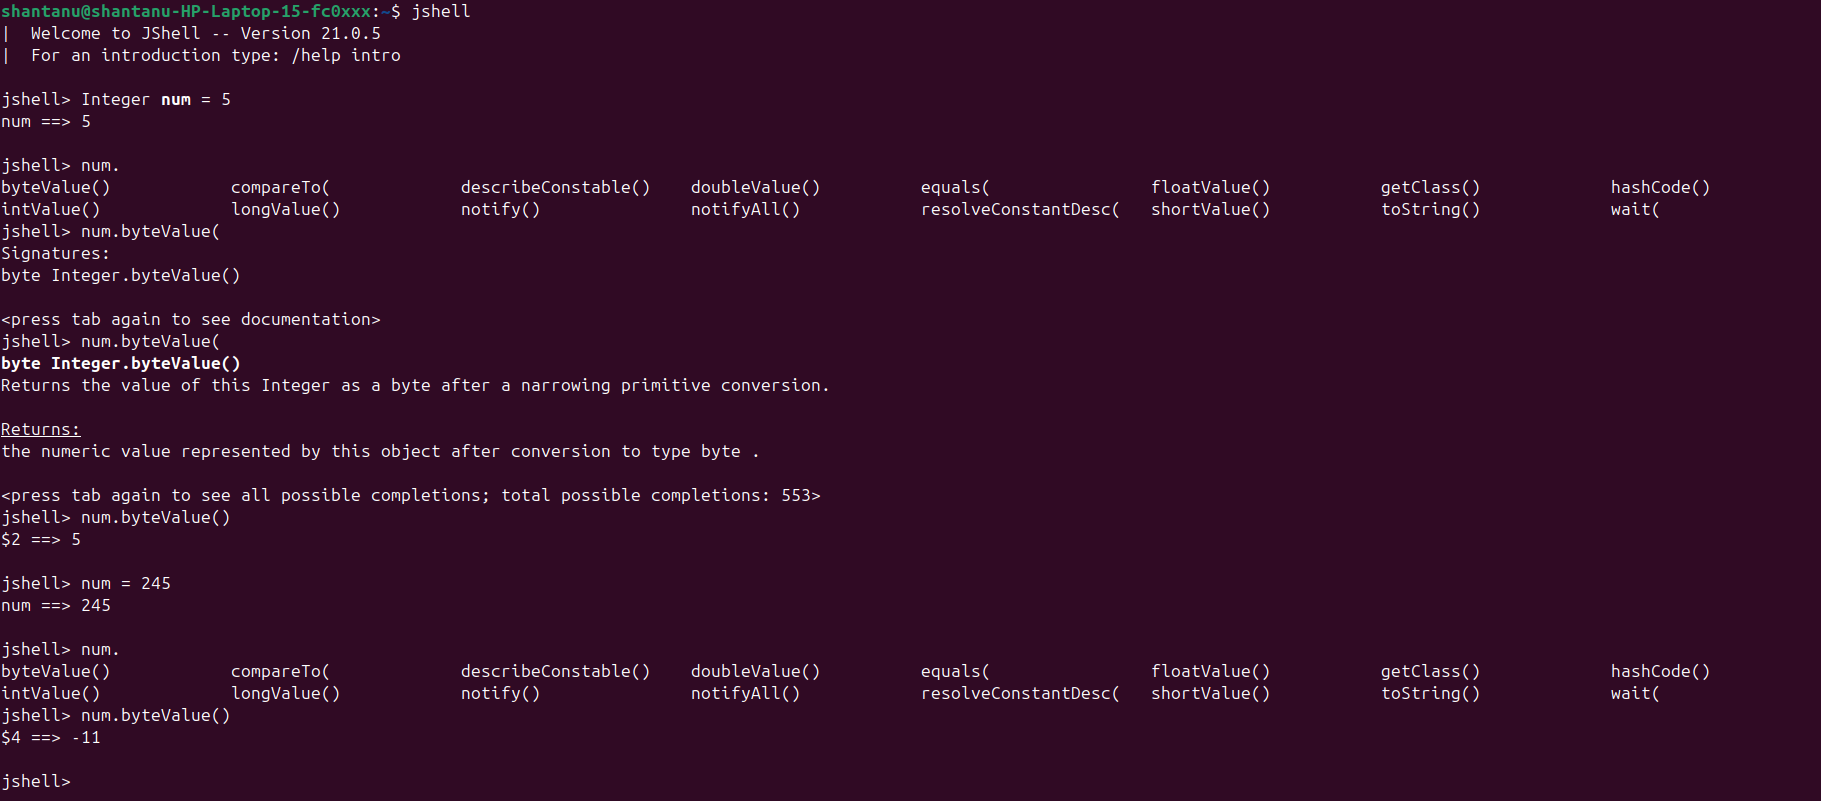 shantanu@shantanu-HP-Laptop-15-fc0xxx:~$ jshell
|  Welcome to JShell -- Version 21.0.5
|  For an introduction type: /help intro
jshell> Integer num = 5
num ==> 5
jshell> num.
byteValue()            compareTo(             describeConstable()    doubleValue()          equals(                floatValue()           getClass()             hashCode()
intValue()             longValue()            notify()               notifyAll()            resolveConstantDesc(   shortValue()           toString()             wait(
jshell> num.byteValue(
Signatures:
byte Integer.byteValue()
<press tab again to see documentation>
jshell> num.byteValue(
byte Integer.byteValue()
Returns the value of this Integer as a byte after a narrowing primitive conversion.
Returns:
the numeric value represented by this object after conversion to type byte .
<press tab again to see all possible completions; total possible completions: 553>
jshell> num.byteValue()
$2 ==> 5
jshell> num = 245
num ==> 245
jshell> num.
byteValue()            compareTo(             describeConstable()    doubleValue()          equals(                floatValue()           getClass()             hashCode()
intValue()             longValue()            notify()               notifyAll()            resolveConstantDesc(   shortValue()           toString()             wait(
jshell> num.byteValue()
$4 ==> -11
jshell>